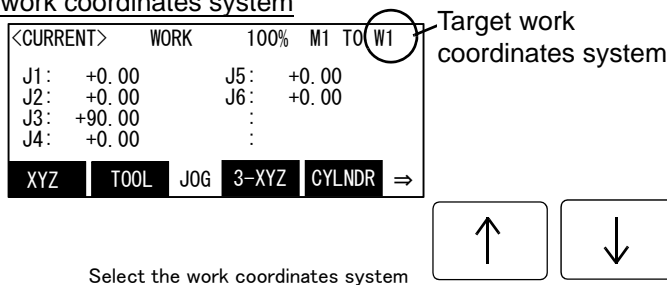 work coordinates system
<CURRENT> WORK 100% M1 T0 W1
Target work
coordinates system
J1: +0.00 J5: +0.00
J2: +0.00 J6: +0.00
J3: +90.00 :
J4: +0.00 :
XYZ TOOL JOG 3-XYZ CYLNDR ⇒
↑ ↓
Select the work coordinates system